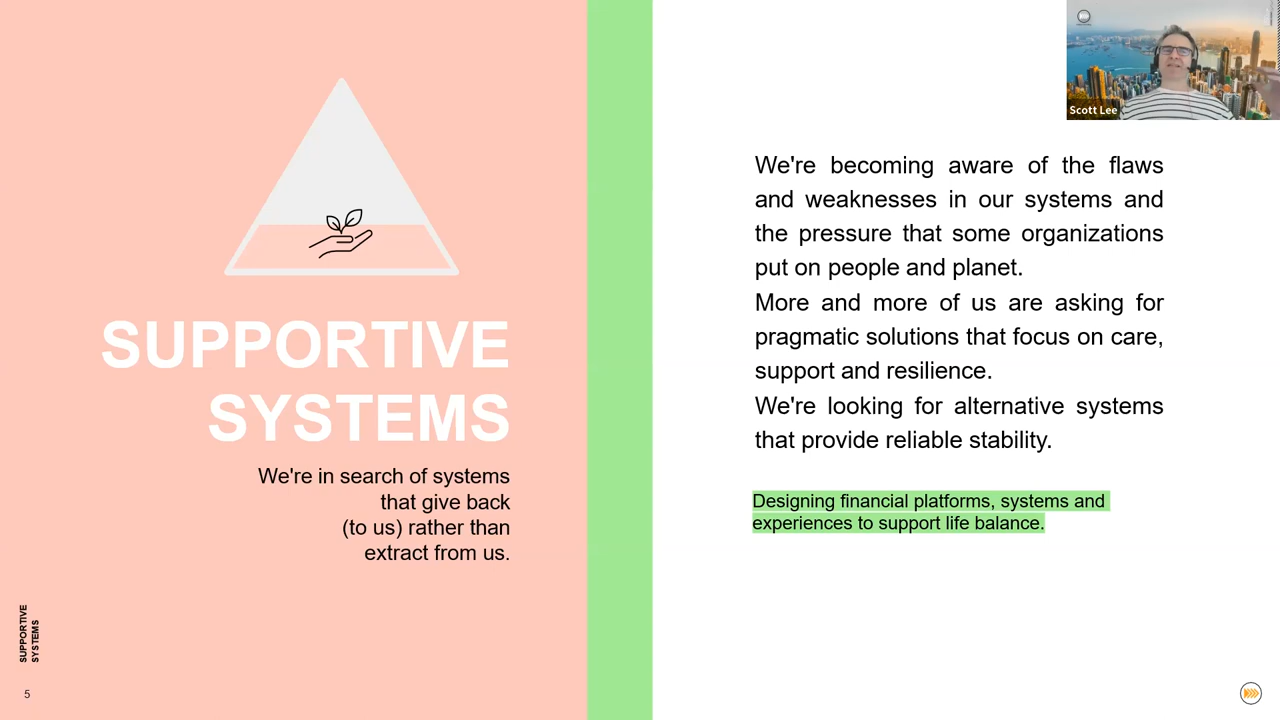 SUPPORTIVE
SYSTEMS
We're in search of systems
that give back
(to us) rather than
extract from us.
SUPPORTIVE
SYSTEMS
5
We're becoming aware of the flaws
and weaknesses in our systems and
the pressure that some organizations
put on people and planet.
More and more of us are asking for
pragmatic solutions that focus on care,
support and resilience.
We're looking for alternative systems
that provide reliable stability.
Designing financial platforms, systems and
experiences to support life balance.
Scott Lee